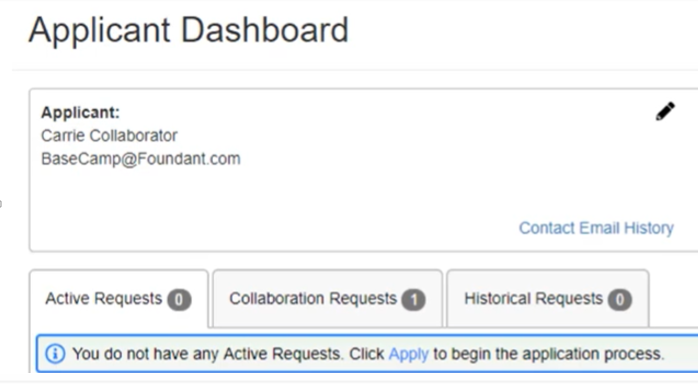 Applicant Dashboard
Applicant:
Carrie Collaborator
BaseCamp@Foundant.com
Contact Email History
Active Requests 0
Collaboration Requests 1
Historical Requests 0
You do not have any Active Requests. Click Apply to begin the application process.